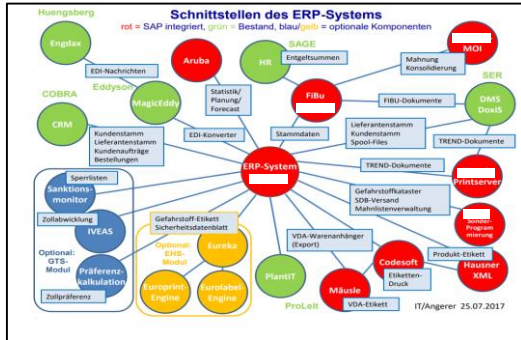 Schnittstellen des ERP-Systems
rot = SAP integriert, grün = Bestand, blau/gelb = optionale Komponenten
Huengsberg
Engdax
EDI-Nachrichten
Eddyson
MagicEddy
COBRA
CRM
Kundenstamm
Lieferantenstamm
Kundenaufträge
Bestellungen
Aruba
Statistik/
Planung/
Forecast
EDI-Konverter
SAGE
HR
Entgeltsummen
FiBu
Stammdaten
MOI
Mahnung
Konsolidierung
SER
FIBU-Dokumente
DMS
DoxiS
Lieferantenstamm
Kundenstamm
Spool-Files
TREND-Dokumente
ERP-System
TREND-Dokumente
Printserver
Gefahrstoffkataster
SDB-Versand
Mahnlistenverwaltung
Sonder-
Program
mierung
Sperrlisten
Sanktions-
monitor
Zollabwicklung
IVEAS
Optional:
GTS-
Modul
Präferenz-
kalkulation
Zollpräferenz
Gefahrstoff-Etikett
Sicherheitsdatenblatt
Optional:
EHS-
Modul
Eureka
Europrint-
Engine
Eurolabel-
Engine
PlantIT
ProLeit
VDA-Warenanhänger
(Export)
Mäusle
VDA-Etikett
Codesoft
Etiketten-
Druck
Produkt-Etikett
Hausner
XML
IT/Angerer 25.07.2017